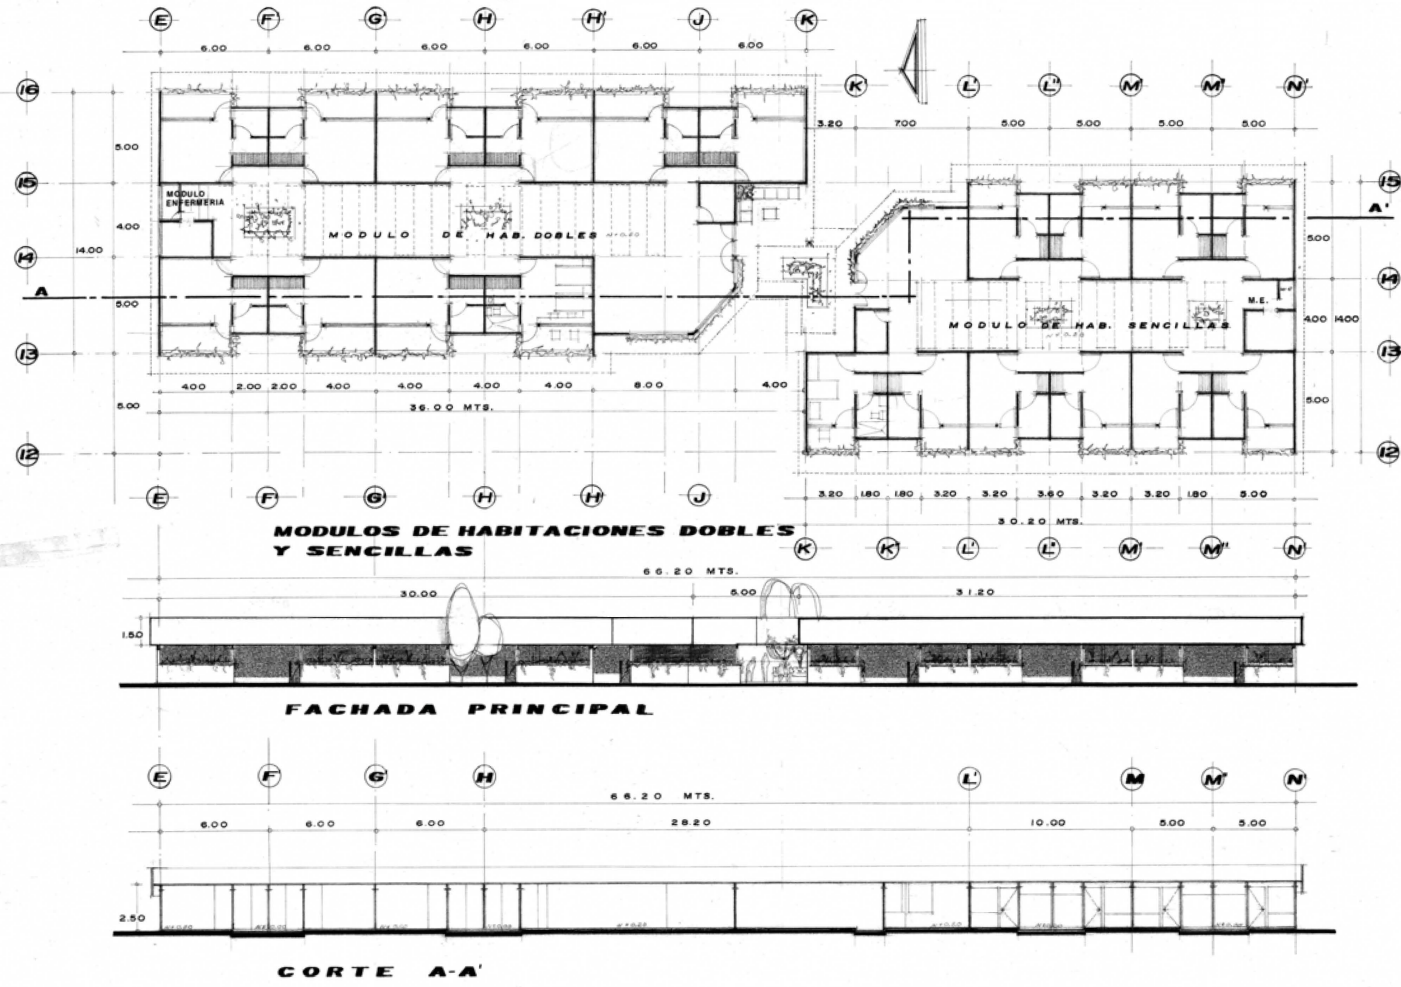 E F G' H H' J K
6.00 6.00 6.00 6.00 6.00 6.00
K' L' L'' M' M'' N'
3.20 7.00 5.00 5.00 5.00 5.00
16
15
14
13
12
5.00
4.00
14.00
5.00
5.00
A
MODULO
ENFERMERIA
MODULO DE HAB. DOBLES
4.00 2.00 2.00 4.00 4.00 4.00 4.00 8.00 4.00
36.00 MTS.
E F' G' H H' J
15
A'
5.00
14
4.00 14.00
13
5.00
12
M.E.
MODULO DE HAB. SENCILLAS
N+0.20
3.20 1.80 1.80 3.20 3.20 3.60 3.20 3.20 1.80 5.00
30.20 MTS.
K K'' L' L'' M' M'' N'
MODULOS DE HABITACIONES DOBLES
Y SENCILLAS
66.20 MTS.
30.00 5.00 31.20
1.50
FACHADA PRINCIPAL
E F' G' H L' M M'' N'
66.20 MTS.
6.00 6.00 6.00 28.20 10.00 5.00 5.00
2.50
N+0.20
CORTE A-A'